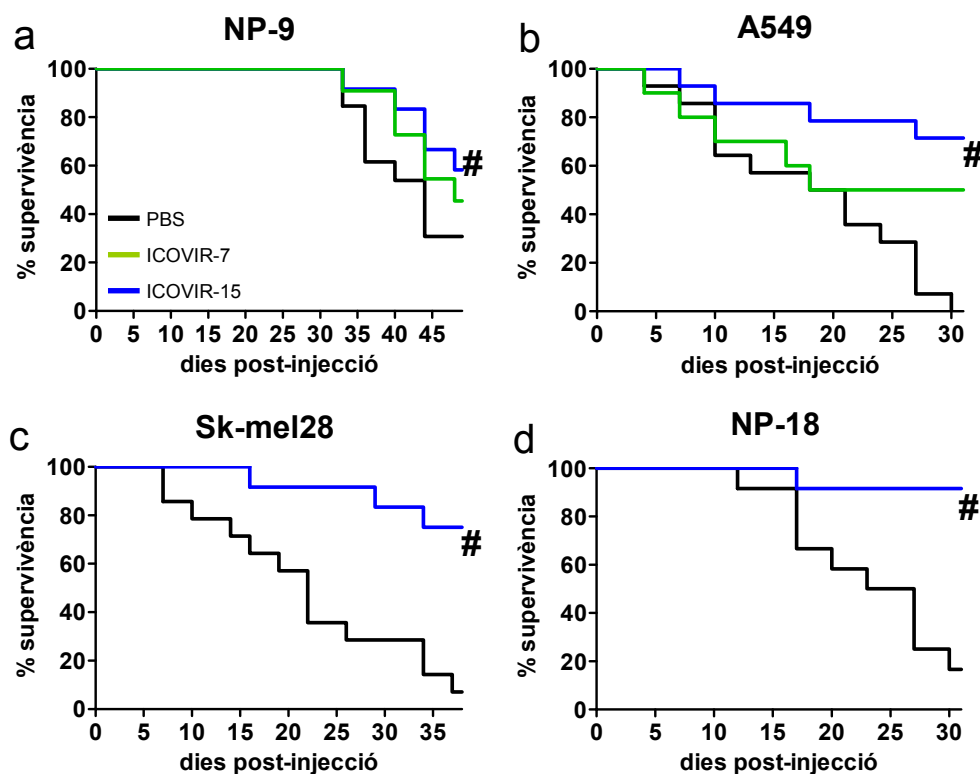 a
NP-9
% supervivència
100
80
60
40
20
0
PBS
ICOVIR-7
ICOVIR-15
#
0 5 10 15 20 25 30 35 40 45
dies post-injecció
b
A549
% supervivència
100
80
60
40
20
0
#
0 5 10 15 20 25 30
dies post-injecció
c
Sk-mel28
% supervivència
100
80
60
40
20
0
#
0 5 10 15 20 25 30 35
dies post-injecció
d
NP-18
% supervivència
100
80
60
40
20
0
#
0 5 10 15 20 25 30
dies post-injecció